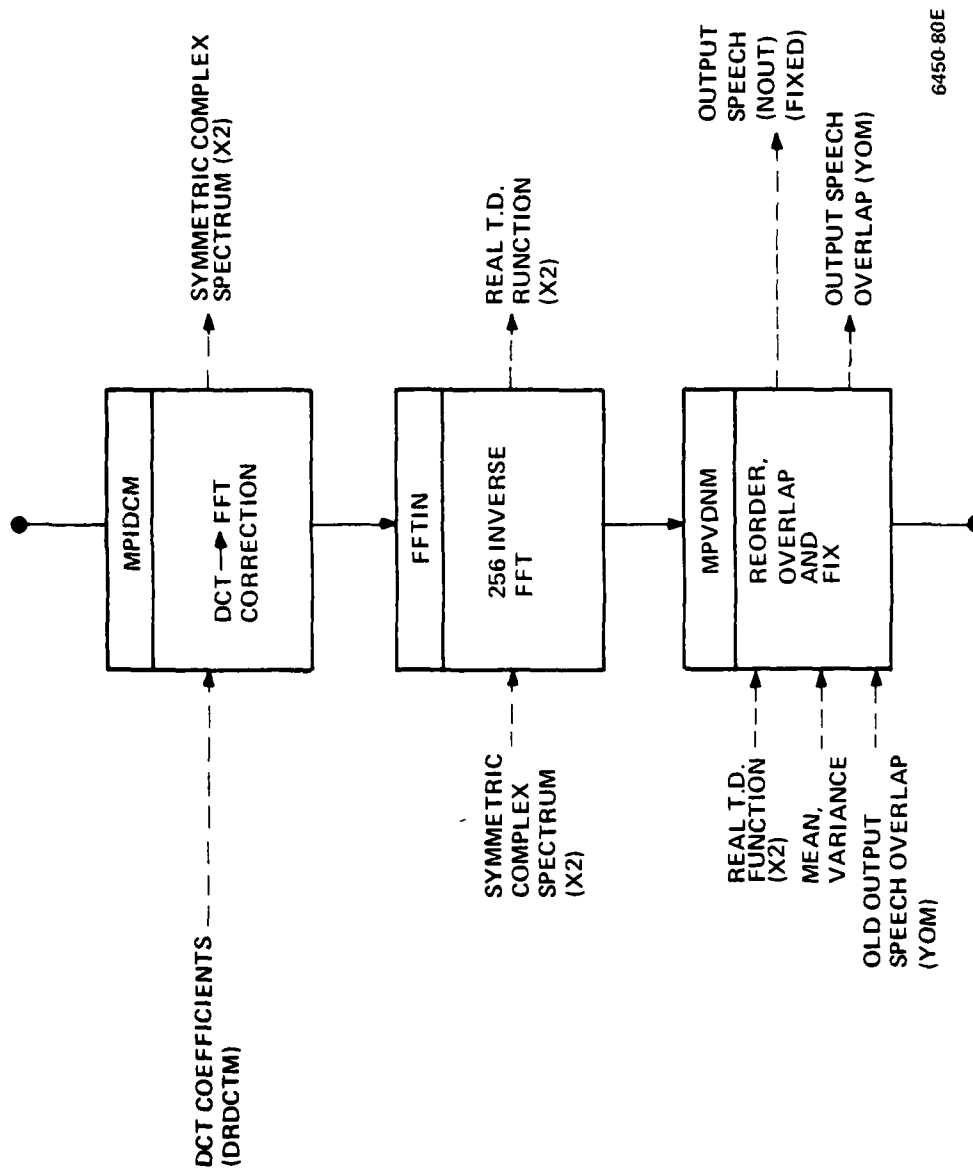 MPIDCM
DCT→FFT
CORRECTION
DCT COEFFICIENTS
(DRDCTM)
SYMMETRIC COMPLEX
SPECTRUM (X2)
FFTIN
256 INVERSE
FFT
SYMMETRIC
COMPLEX
SPECTRUM
(X2)
REAL T.D.
RUNCTION
(X2)
MPVDNM
REORDER,
OVERLAP
AND
FIX
REAL T.D.
FUNCTION
(X2)
MEAN,
VARIANCE
OLD OUTPUT
SPEECH OVERLAP
(YOM)
OUTPUT
SPEECH
(NOUT)
(FIXED)
OUTPUT SPEECH
OVERLAP (YOM)
6450-80E